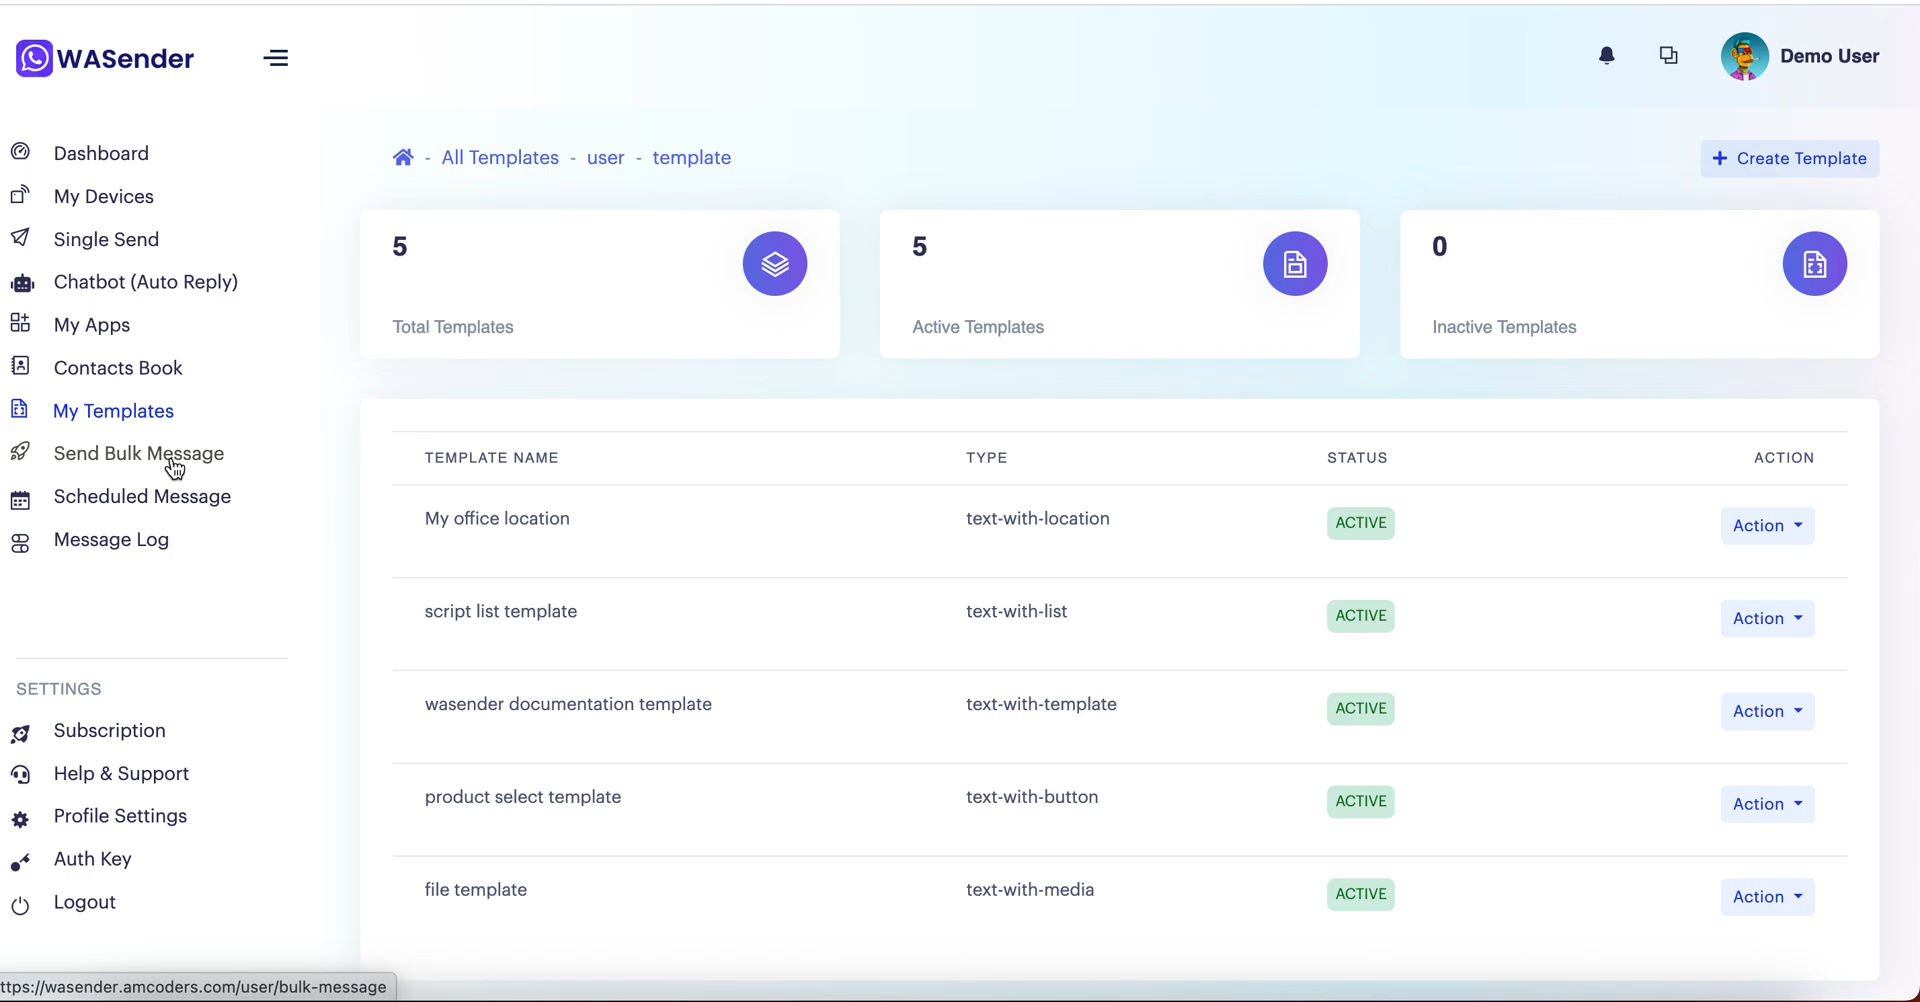 WASender
Demo User
Dashboard
My Devices
Single Send
Chatbot (Auto Reply)
My Apps
Contacts Book
My Templates
Send Bulk Message
Scheduled Message
Message Log
SETTINGS
Subscription
Help & Support
Profile Settings
Auth Key
Logout
- All Templates - user - template
+ Create Template
5
Total Templates
5
Active Templates
0
Inactive Templates
TEMPLATE NAME TYPE STATUS ACTION
My office location text-with-location ACTIVE Action
script list template text-with-list ACTIVE Action
wasender documentation template text-with-template ACTIVE Action
product select template text-with-button ACTIVE Action
file template text-with-media ACTIVE Action
ttps://wasender.amcoders.com/user/bulk-message